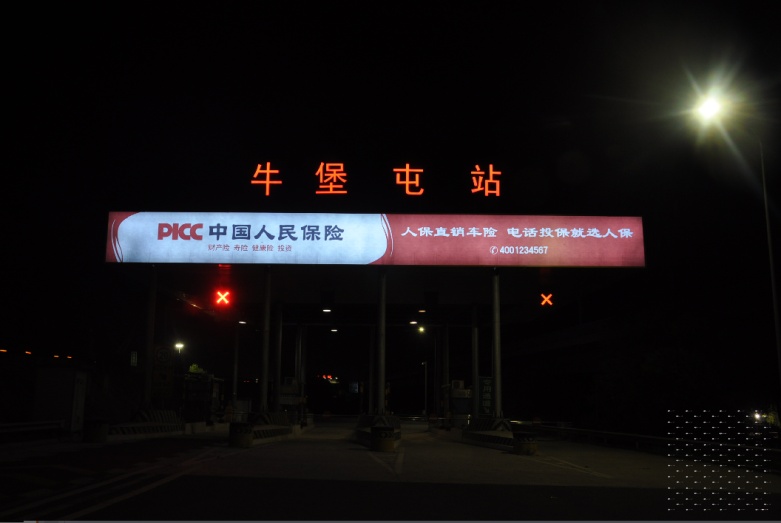 牛堡屯站
PICC 中国人民保险
财产险 寿险 健康险 投资
人保直销车险 电话投保就选人保
✆4001234567